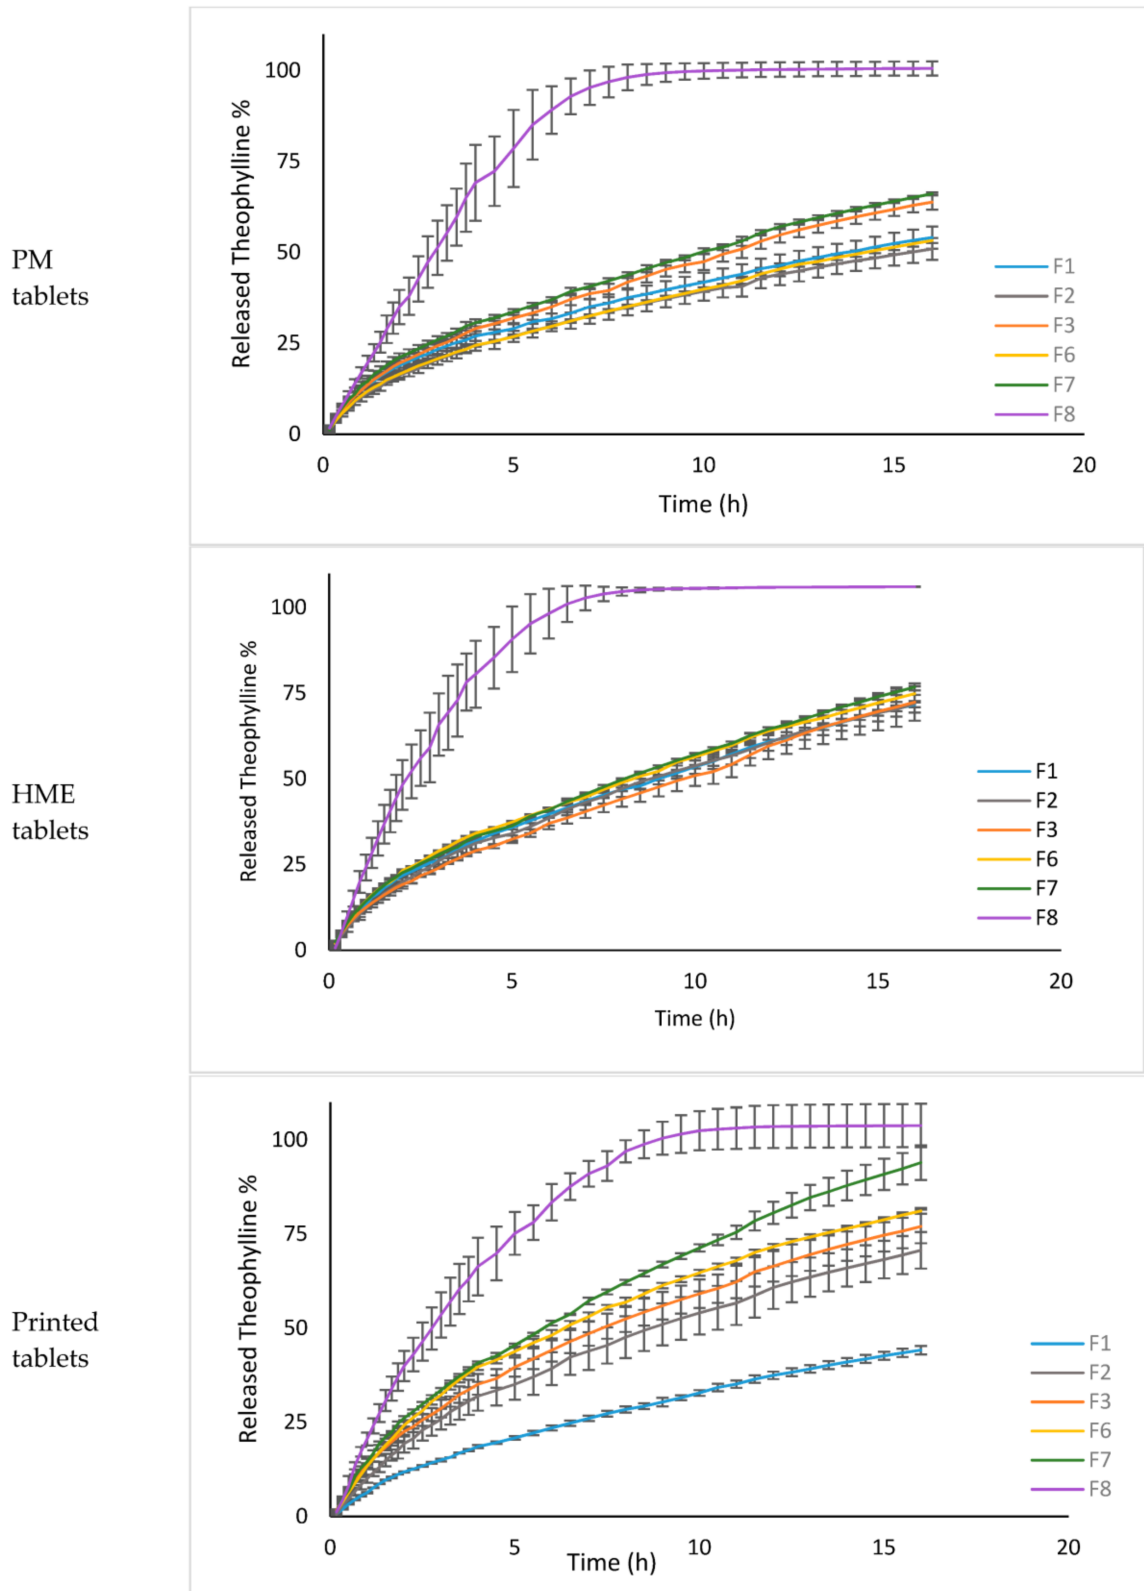 PM
tablets
Released Theophylline %
100
75
50
25
0
0 5 10 15 20
Time (h)
F1
F2
F3
F6
F7
F8
HME
tablets
Released Theophylline %
100
75
50
25
0
0 5 10 15 20
Time (h)
F1
F2
F3
F6
F7
F8
Printed
tablets
Released Theophylline %
100
75
50
25
0
0 5 10 15 20
Time (h)
F1
F2
F3
F6
F7
F8